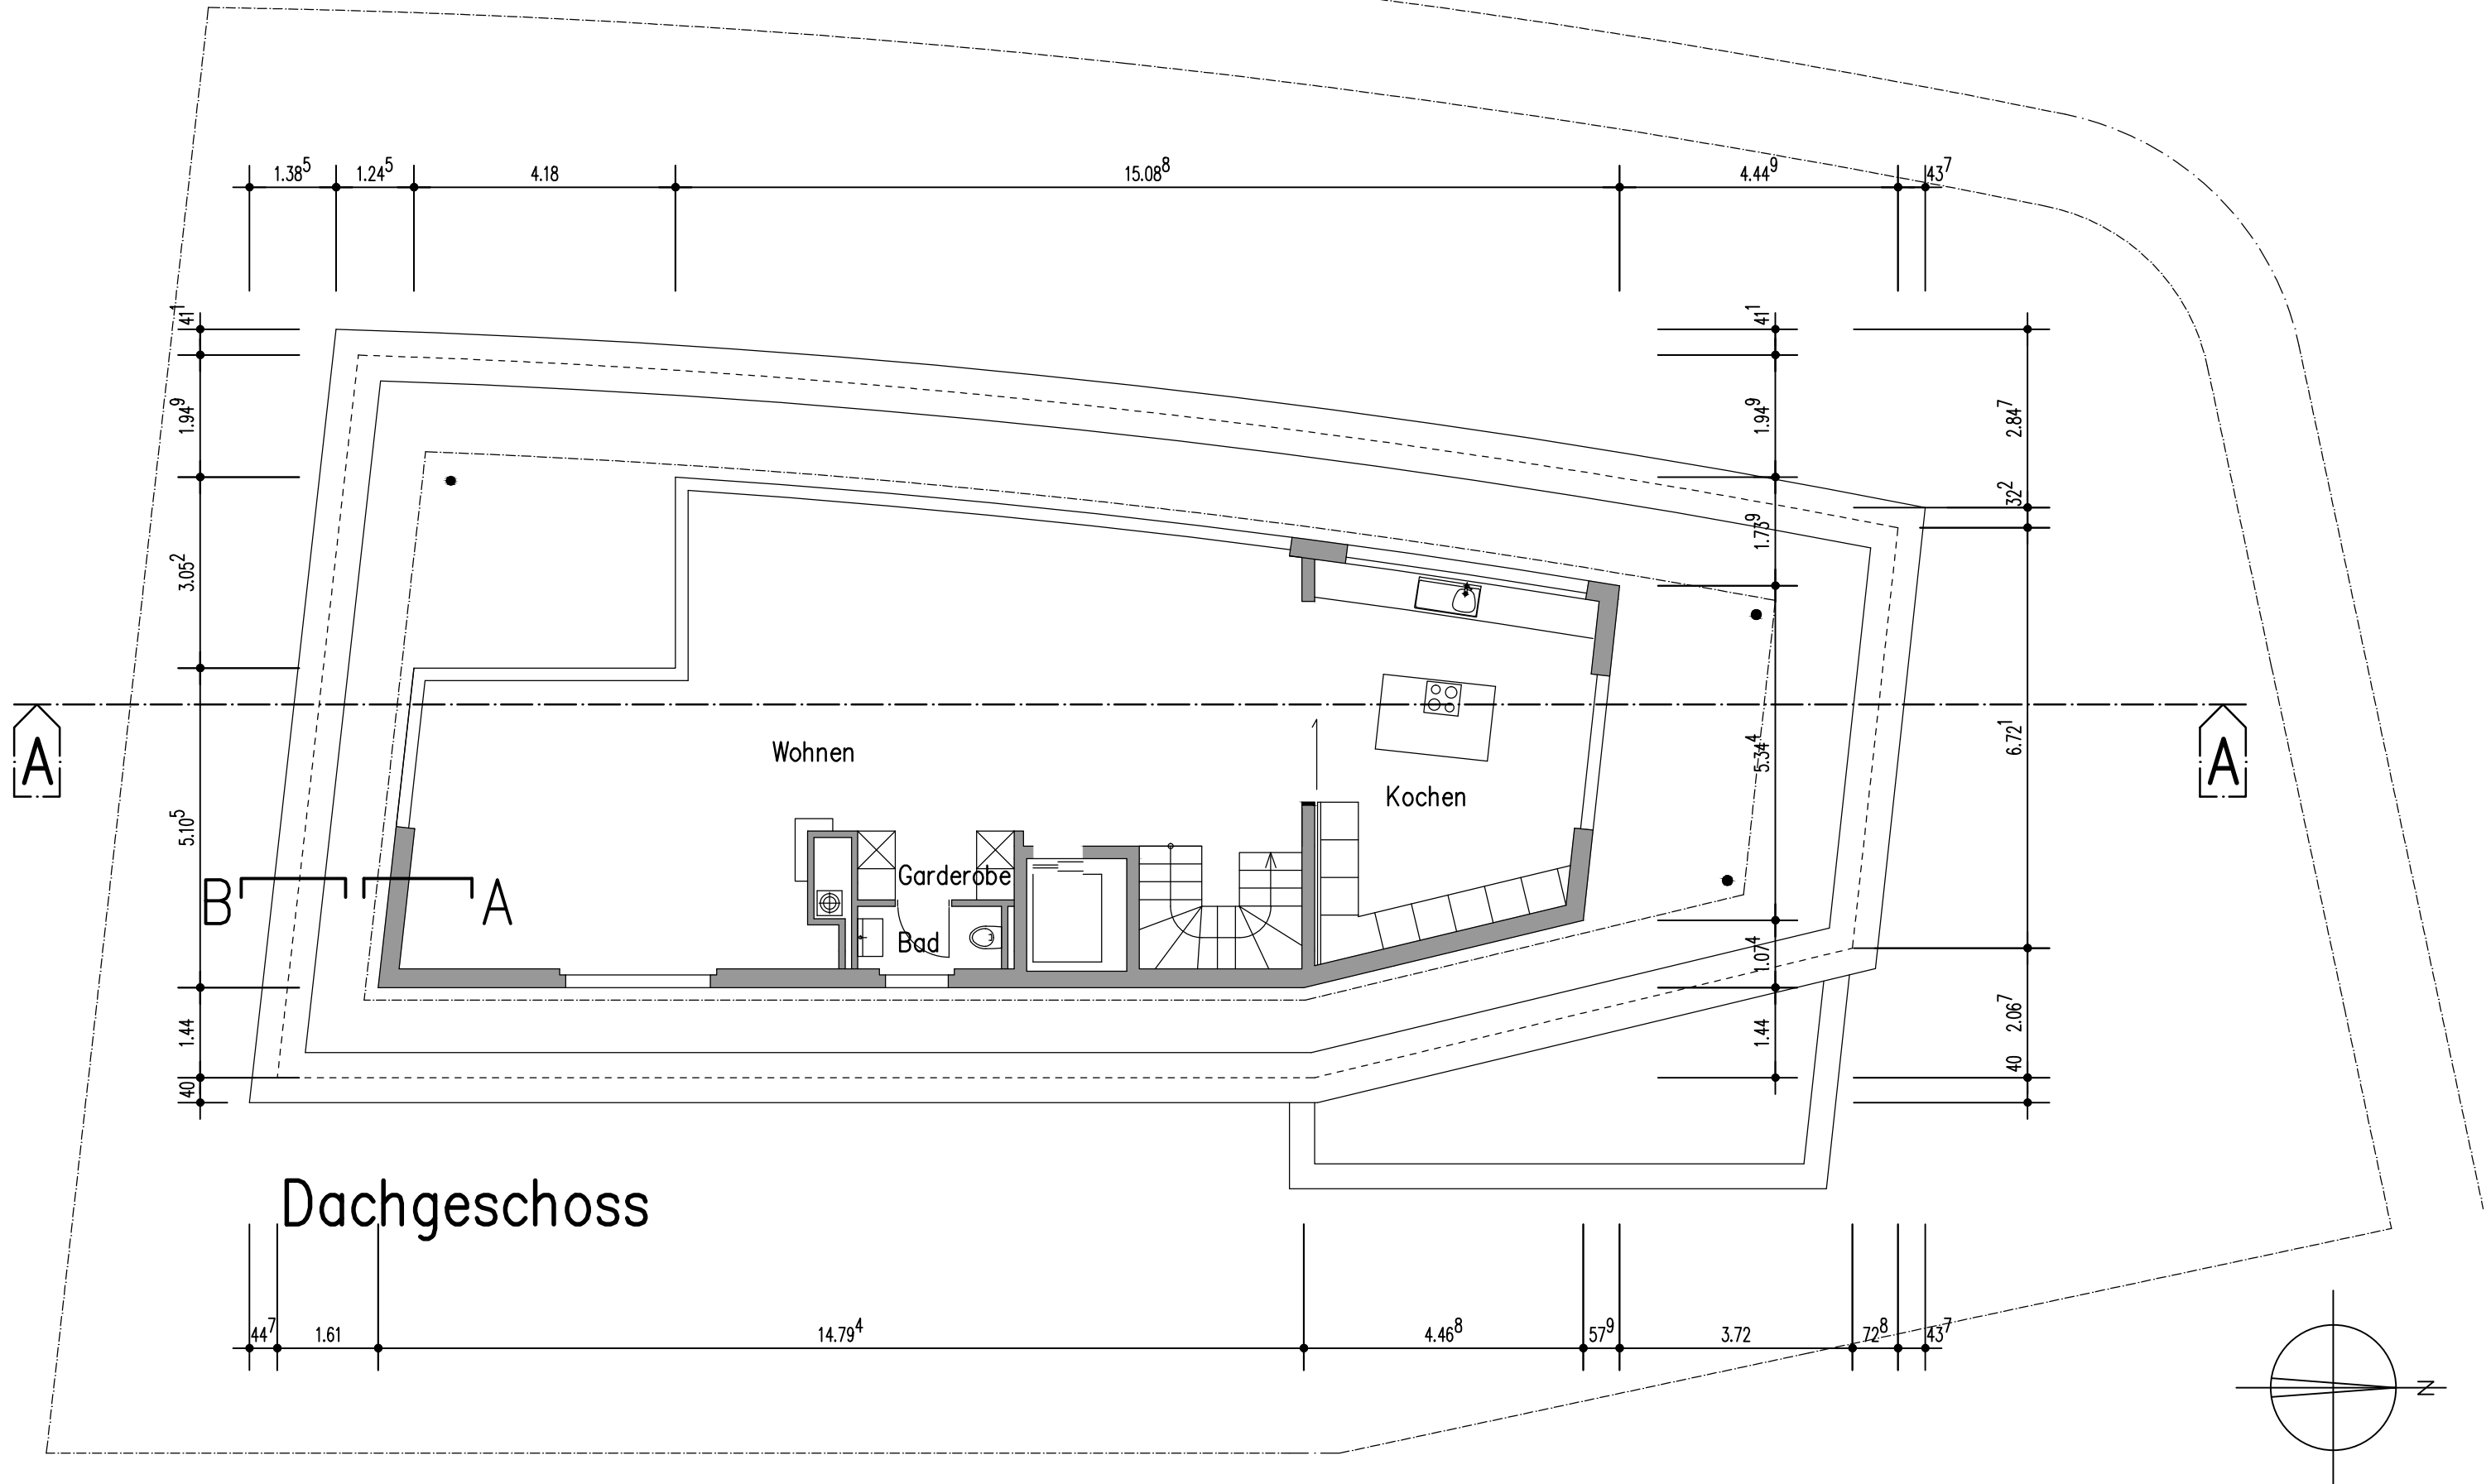 1.38⁵ 1.24⁵ 4.18 15.08⁸ 4.44⁹ 43⁷
41¹
1.94⁹
3.05²
5.10⁵
1.44
40
41¹
1.94⁹
1.73⁹
5.34⁴
1.07⁴
1.44
2.84⁷
32²
6.72¹
2.06⁷
40
Wohnen
Kochen
Garderobe
Bad
A
A
B A
Dachgeschoss
44⁷ 1.61 14.79⁴ 4.46⁸ 57⁹ 3.72 72⁸ 43⁷
N